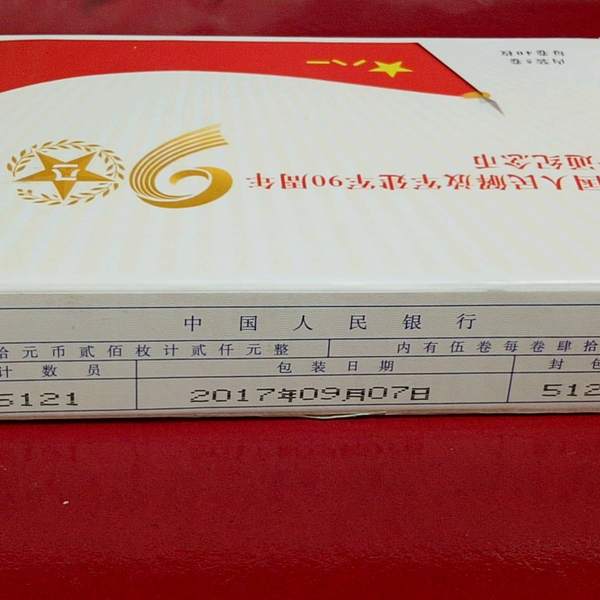 内装5卷
每卷40枚
八一
国人民解放军建军90周年
通纪念币
中国人民银行
拾元币贰佰枚计贰仟元整 内有伍卷每卷肆拾
计数员 包装日期 封包
5121 2017年09月07日 512